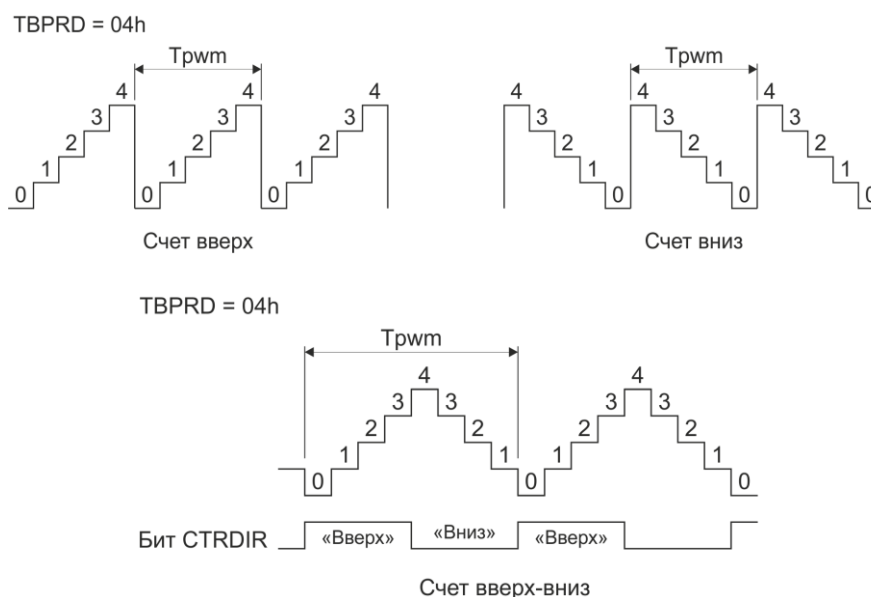 TBPRD = 04h
Tpwm
Tpwm
4 4 4 4 4 4
3 3 3 3 3 3
2 2 2 2 2 2
1 1 1 1 1 1
0 0 0 0 0 0
Счет вверх
Счет вниз
TBPRD = 04h
Tpwm
4 4
3 3 3 3
2 2 2 2
1 1 1 1
0 0 0
Бит CTRDIR «Вверх» «Вниз» «Вверх»
Счет вверх-вниз